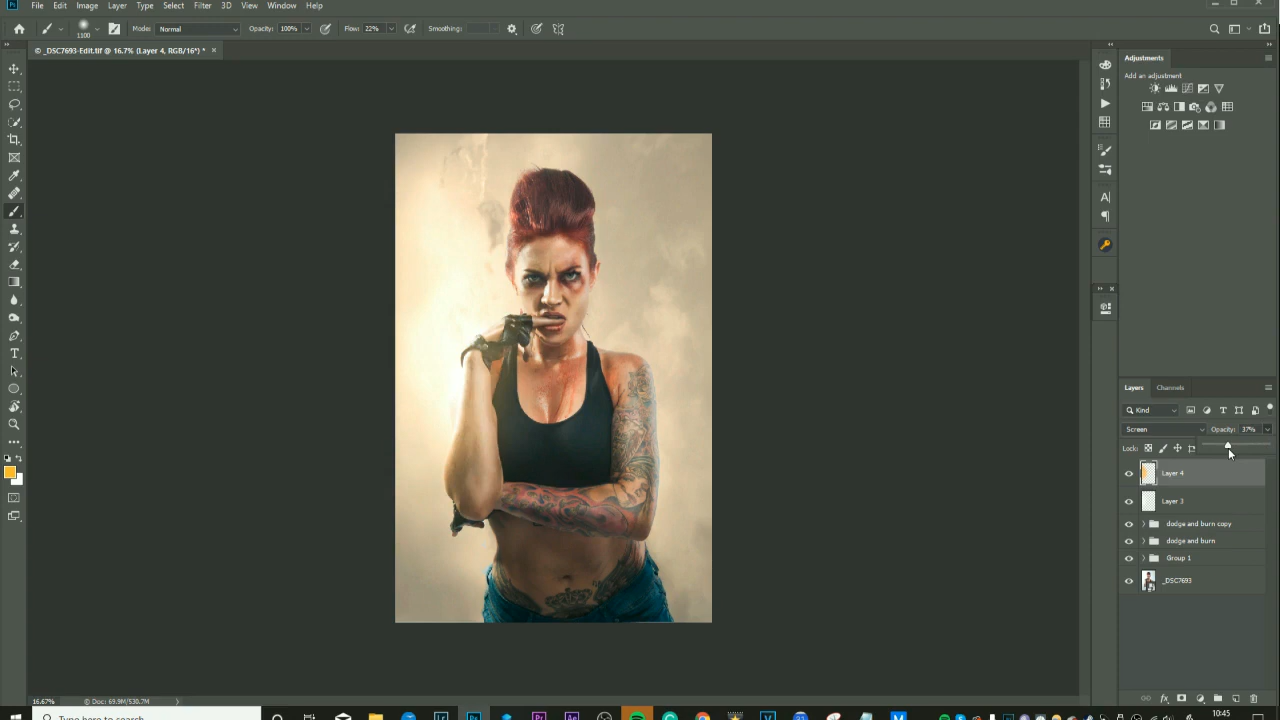 Ps File Edit Image Layer Type Select Filter 3D View Window Help
1100 Mode: Normal Opacity: 100% Flow: 22% Smoothing:
© _DSC7693-Edit.tif @ 16.7% (Layer 4, RGB/16*) * ×
Adjustments
Add an adjustment
Layers Channels
Kind
Screen Opacity: 37%
Lock:
Layer 4
Layer 3
dodge and burn copy
dodge and burn
Group 1
_DSC7693
16.67% Doc: 69.9M/530.7M
Type here to search
10:45